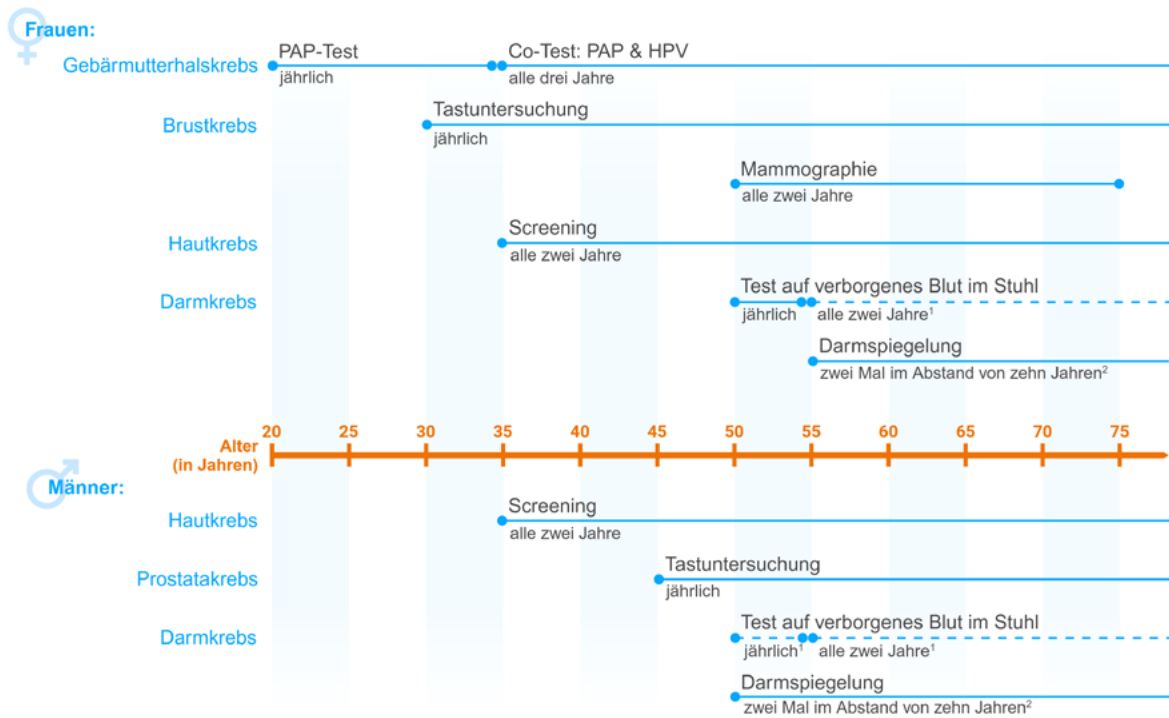 Frauen:
Gebärmutterhalskrebs
PAP-Test
jährlich
Co-Test: PAP & HPV
alle drei Jahre
Brustkrebs
Tastuntersuchung
jährlich
Mammographie
alle zwei Jahre
Hautkrebs
Screening
alle zwei Jahre
Darmkrebs
Test auf verborgenes Blut im Stuhl
jährlich alle zwei Jahre¹
Darmspiegelung
zwei Mal im Abstand von zehn Jahren²
20 25 30 35 40 45 50 55 60 65 70 75
Alter
(in Jahren)
Männer:
Hautkrebs
Screening
alle zwei Jahre
Prostatakrebs
Tastuntersuchung
jährlich
Darmkrebs
Test auf verborgenes Blut im Stuhl
jährlich¹ alle zwei Jahre¹
Darmspiegelung
zwei Mal im Abstand von zehn Jahren²